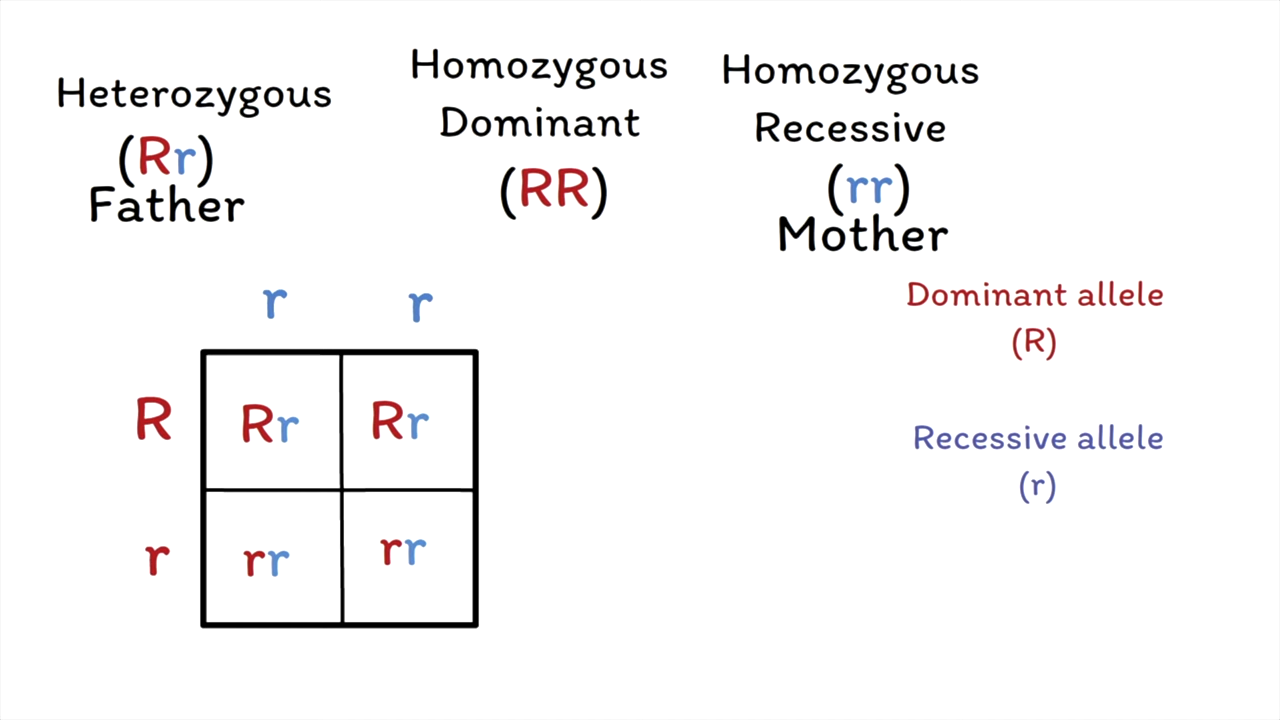 Heterozygous
(Rr)
Father
Homozygous
Dominant
(RR)
Homozygous
Recessive
(rr)
Mother
Dominant allele
(R)
Recessive allele
(r)
r r
R Rr Rr
r rr rr